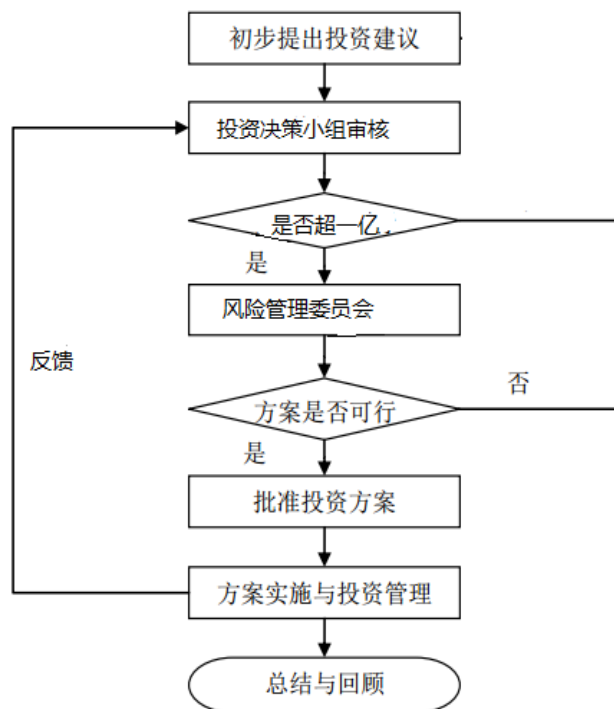 初步提出投资建议
投资决策小组审核
是否超一亿
是
风险管理委员会
反馈
否
方案是否可行
是
批准投资方案
方案实施与投资管理
总结与回顾